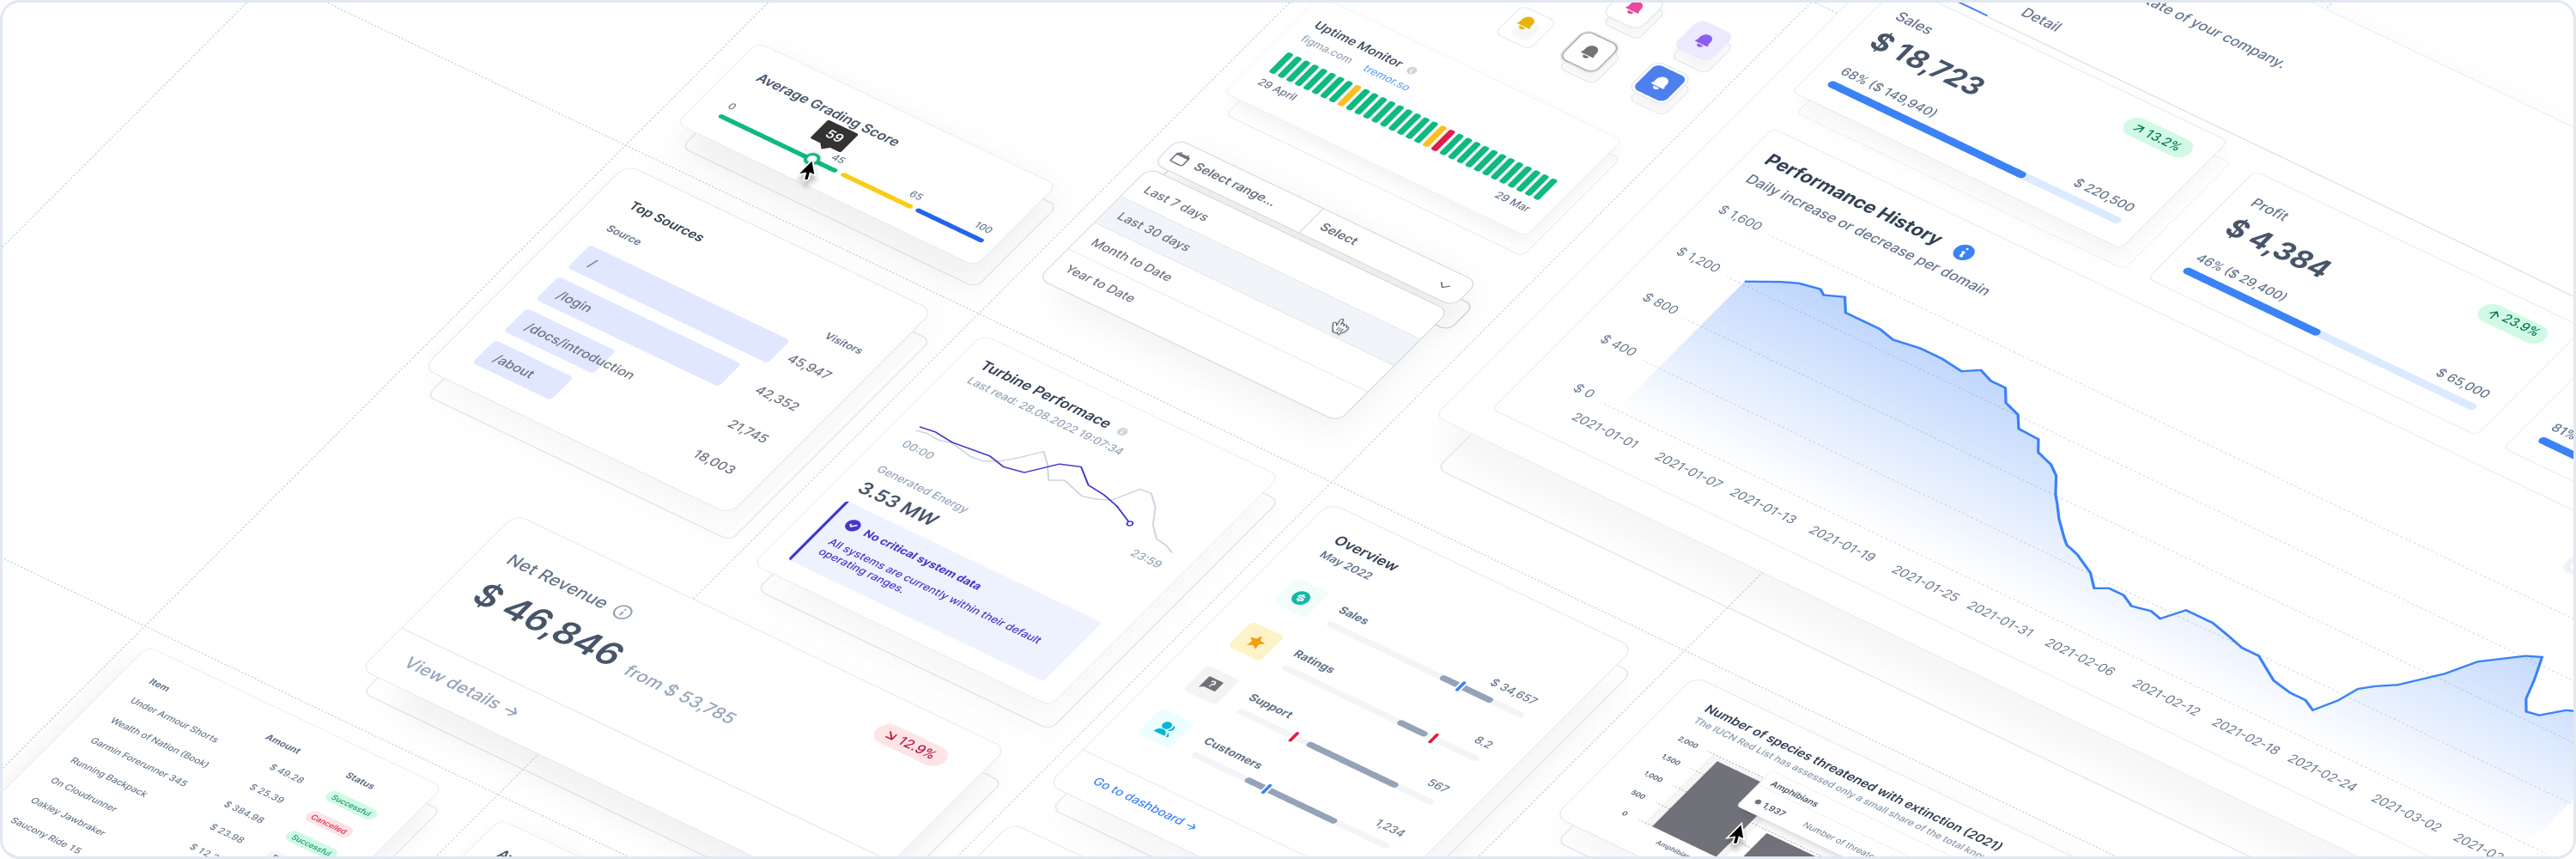 Average Grading Score
0
59
45
65
100
Top Sources
Source
Visitors
/
45,947
/login
42,352
/docs/introduction
21,745
/about
18,003
Uptime Monitor
figma.com
tremor.so
29 April
29 Mar
Select range...
Select
Last 7 days
Last 30 days
Month to Date
Year to Date
Turbine Performace
Last read: 28.08.2022 19:07:34
00:00
23:59
Generated Energy
3.53 MW
No critical system data
All systems are currently within their default
operating ranges.
Net Revenue
$ 46,846 from $ 53,785
12.9%
View details →
Item
Amount
Status
Under Armour Shorts
$ 49.28
Successful
Wealth of Nation (Book)
$ 25.39
Cancelled
Garmin Forerunner 345
$ 384.98
Successful
Running Backpack
$ 23.98
On Cloudrunner
Oakley Jawbraker
Saucony Ride 15
Overview
May 2022
Sales
$ 34,657
Ratings
8.2
Support
567
Customers
1,234
Go to dashboard →
Detail
of your company.
Sales
$ 18,723
13.2%
68% ($ 149,940)
$ 220,500
Profit
$ 4,384
23.9%
46% ($ 29,400)
$ 65,000
Performance History
Daily increase or decrease per domain
$ 1,600
$ 1,200
$ 800
$ 400
$ 0
2021-01-01
2021-01-07
2021-01-13
2021-01-19
2021-01-25
2021-01-31
2021-02-06
2021-02-12
2021-02-18
2021-02-24
2021-03-02
Number of species threatened with extinction (2021)
The IUCN Red List has assessed only a small share of the total
2,000
1,500
1,000
500
0
Amphibians
1,937
Number of